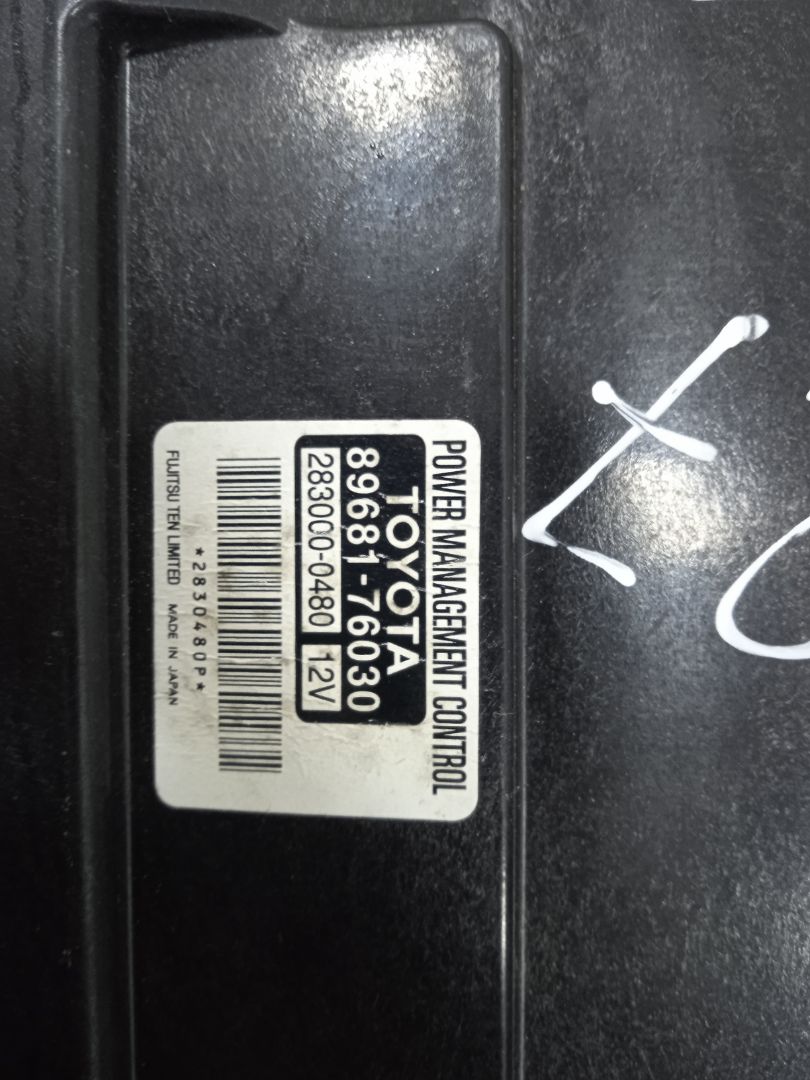 POWER MANAGEMENT CONTROL
TOYOTA
89681-76030
283000-0480 12V
*2830480P*
FUJITSU TEN LIMITED MADE IN JAPAN